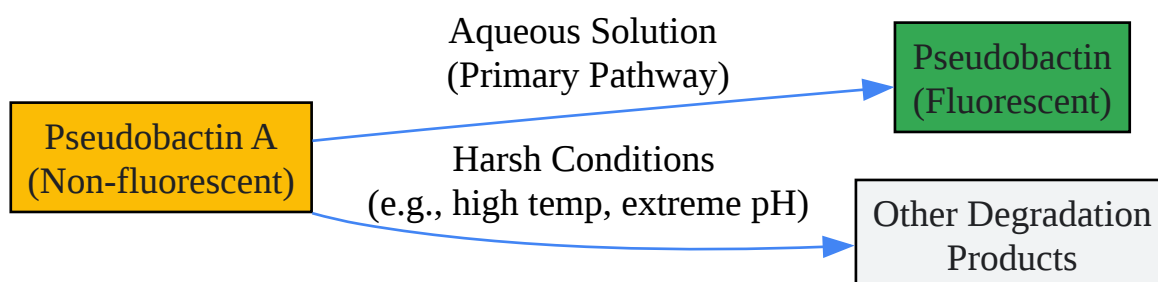 Pseudobactin A
(Non-fluorescent)
Aqueous Solution
(Primary Pathway)
Pseudobactin
(Fluorescent)
Harsh Conditions
(e.g., high temp, extreme pH)
Other Degradation
Products